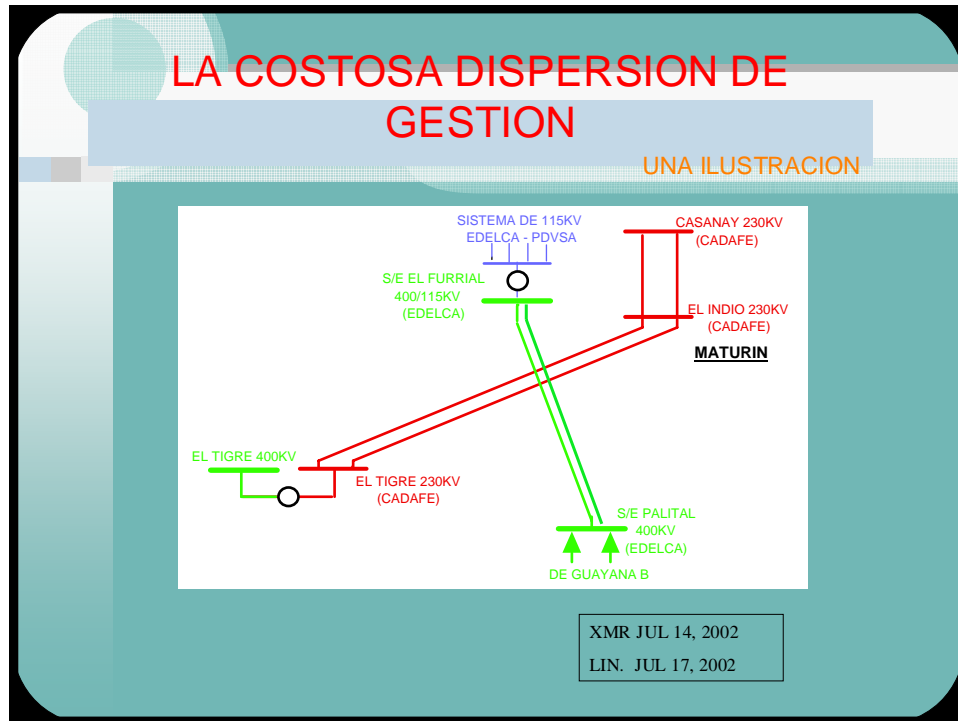 LA COSTOSA DISPERSION DE
GESTION
UNA ILUSTRACION
SISTEMA DE 115KV
EDELCA - PDVSA
CASANAY 230KV
(CADAFE)
S/E EL FURRIAL
400/115KV
(EDELCA)
EL INDIO 230KV
(CADAFE)
MATURIN
EL TIGRE 400KV
EL TIGRE 230KV
(CADAFE)
S/E PALITAL
400KV
(EDELCA)
DE GUAYANA B
XMR JUL 14, 2002
LIN. JUL 17, 2002